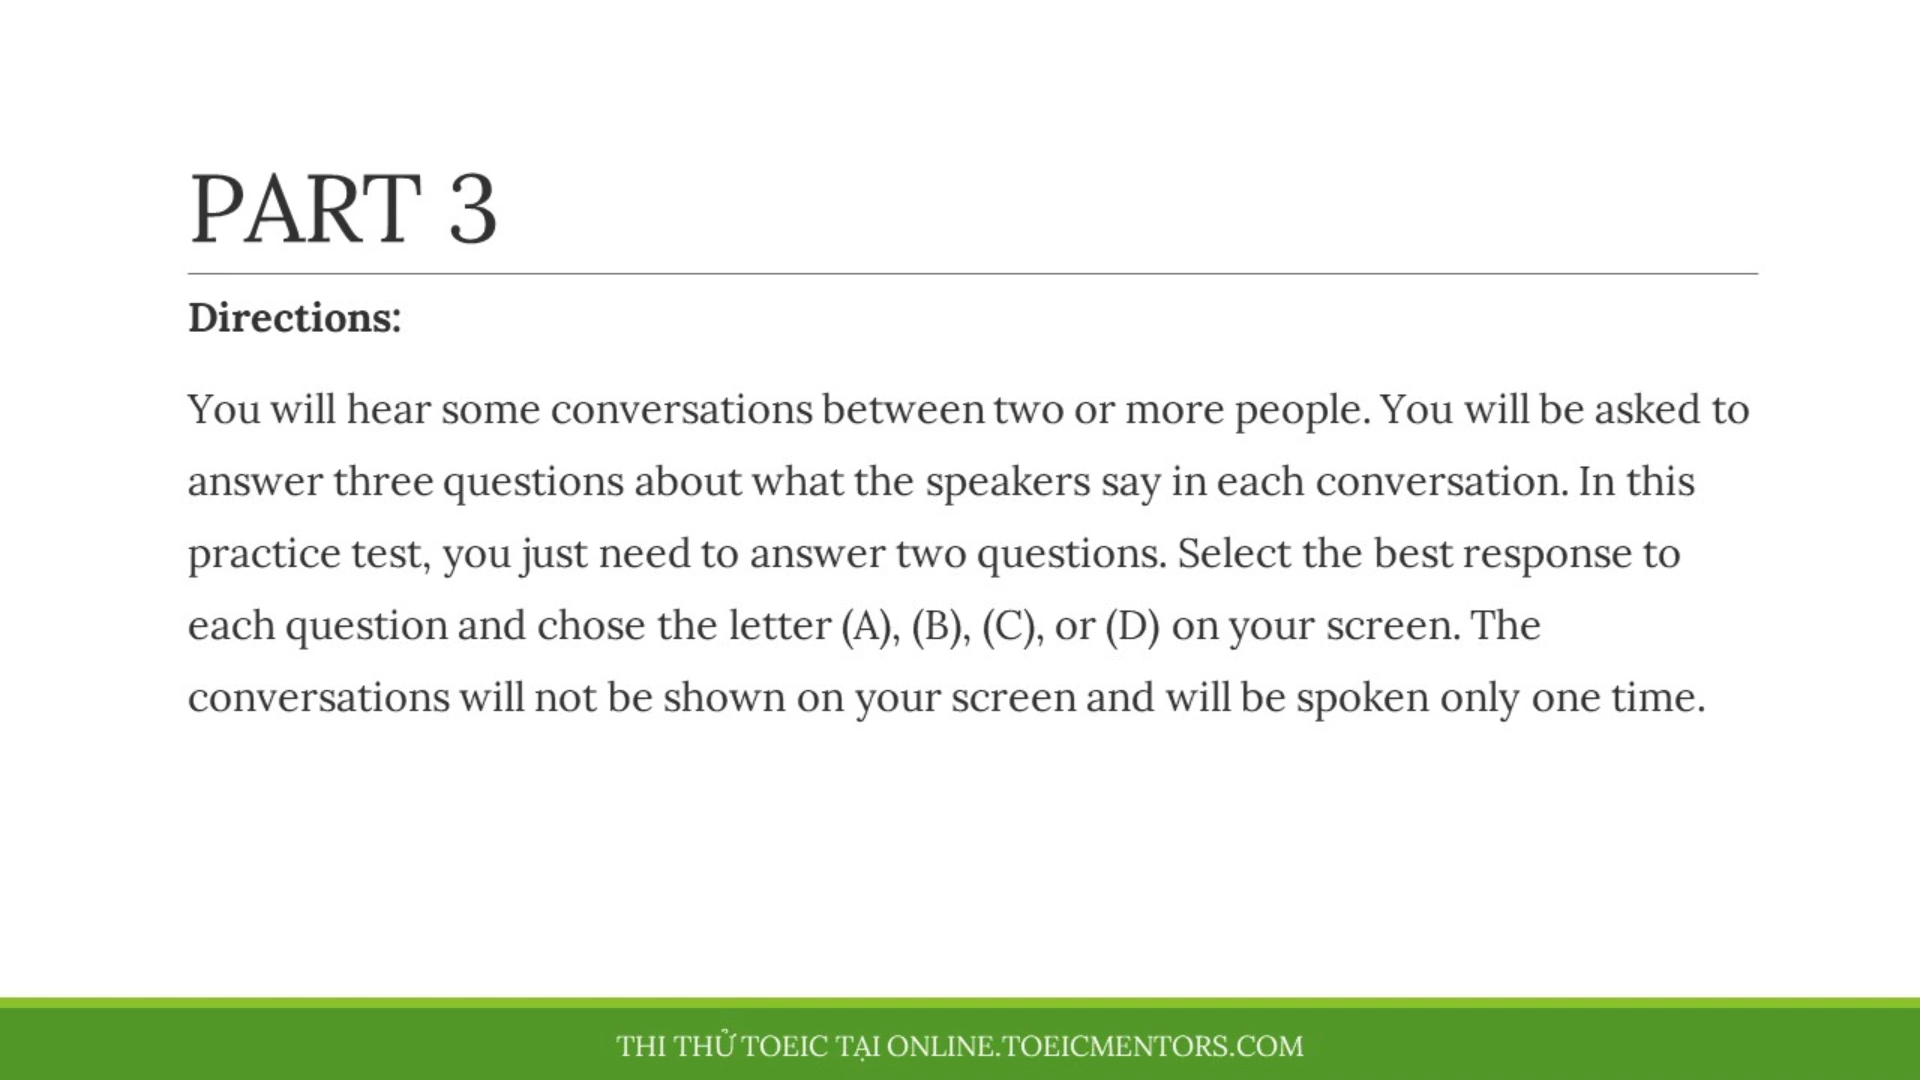 PART 3
Directions:
You will hear some conversations between two or more people. You will be asked to
answer three questions about what the speakers say in each conversation. In this
practice test, you just need to answer two questions. Select the best response to
each question and chose the letter (A), (B), (C), or (D) on your screen. The
conversations will not be shown on your screen and will be spoken only one time.
THI THỬ TOEIC TẠI ONLINE.TOEICMENTORS.COM